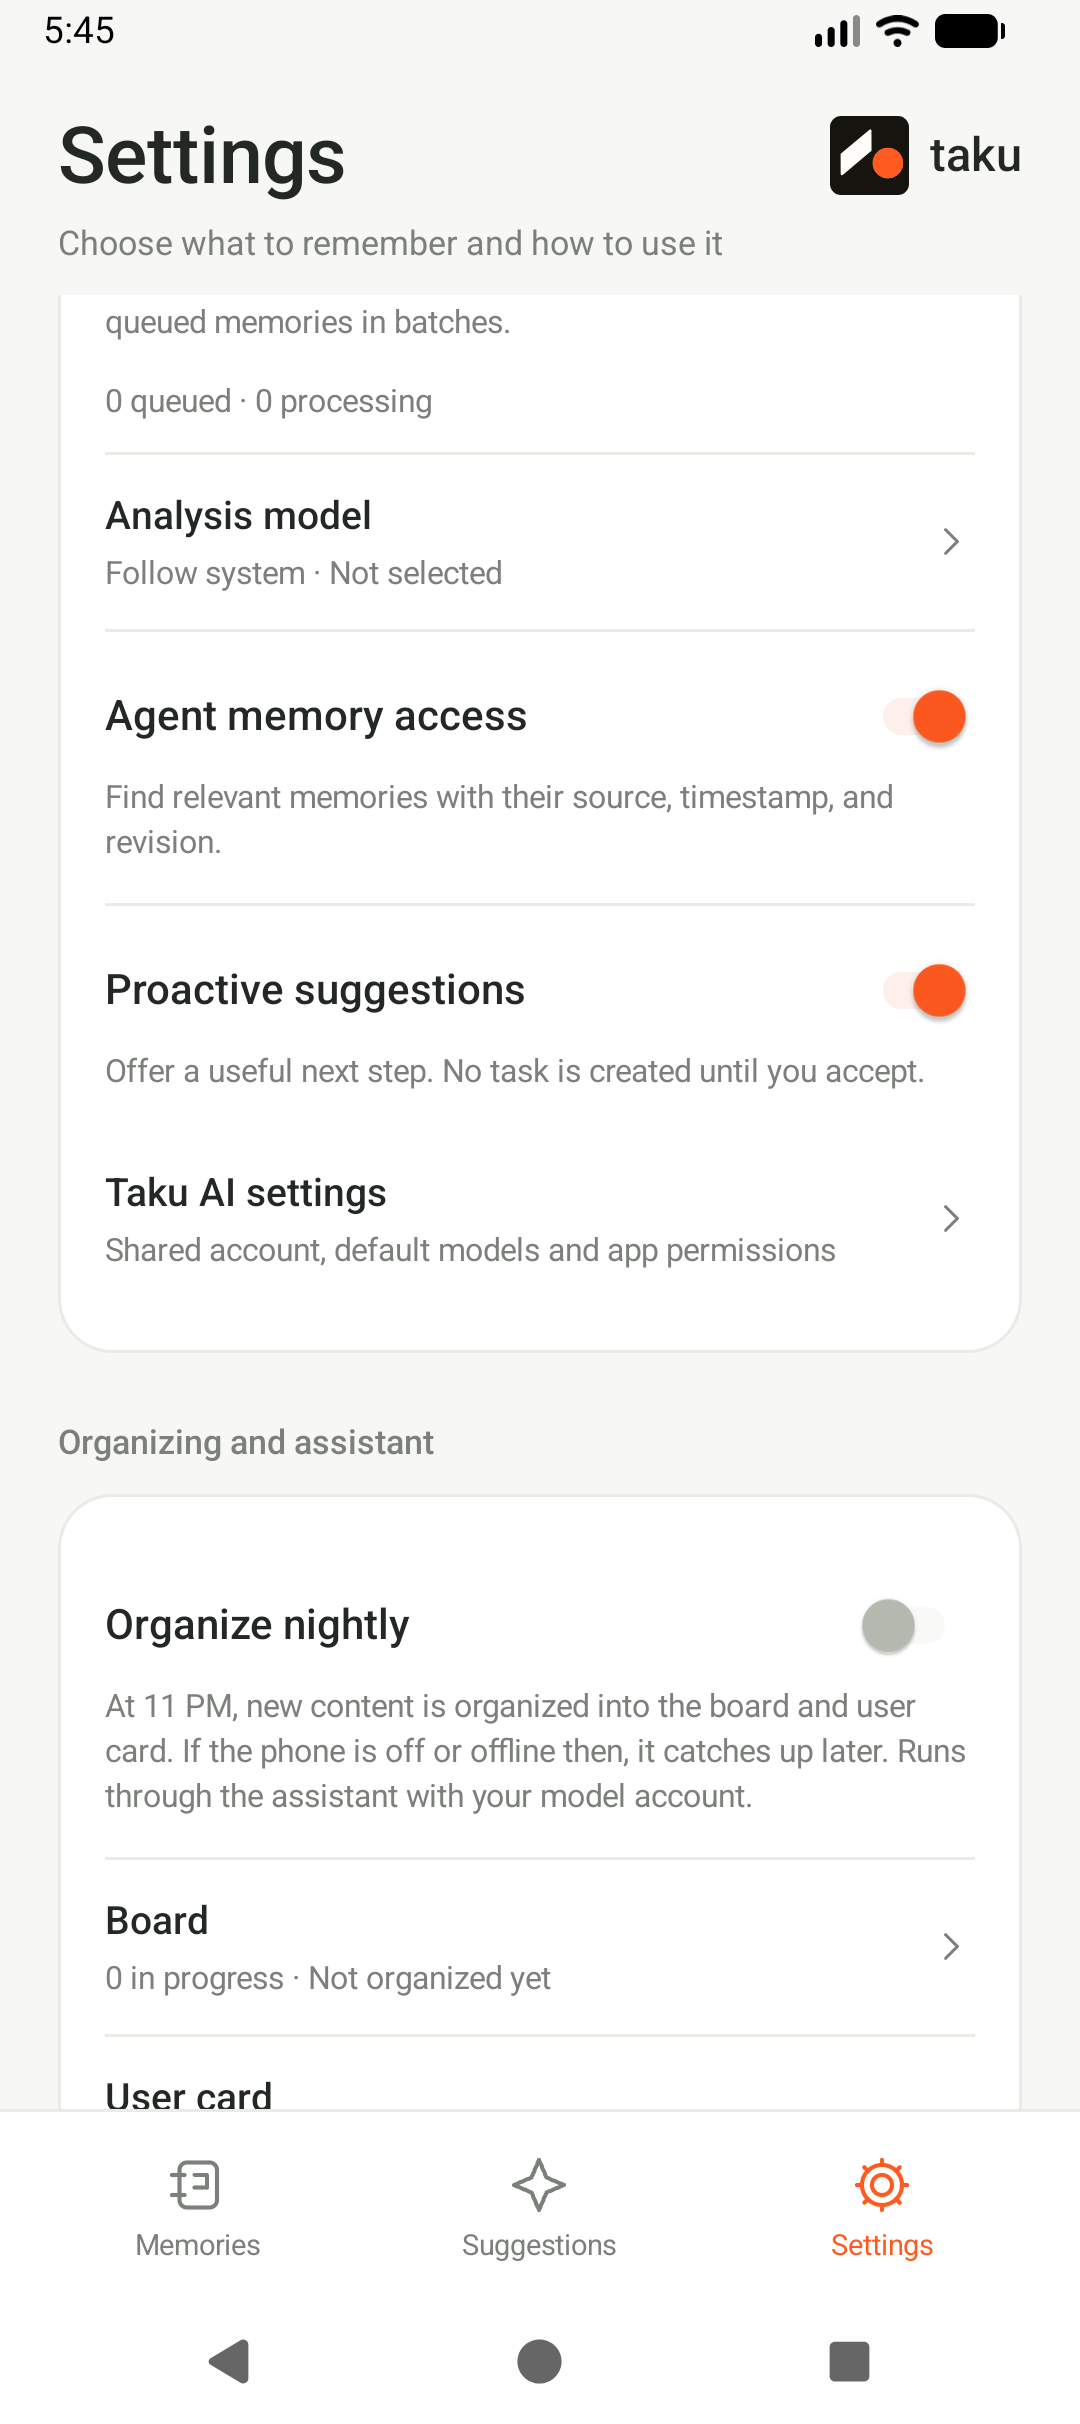 5:45
Settings
taku
Choose what to remember and how to use it
queued memories in batches.
0 queued · 0 processing
Analysis model
Follow system · Not selected
Agent memory access
Find relevant memories with their source, timestamp, and
revision.
Proactive suggestions
Offer a useful next step. No task is created until you accept.
Taku AI settings
Shared account, default models and app permissions
Organizing and assistant
Organize nightly
At 11 PM, new content is organized into the board and user
card. If the phone is off or offline then, it catches up later. Runs
through the assistant with your model account.
Board
0 in progress · Not organized yet
User card
Memories
Suggestions
Settings